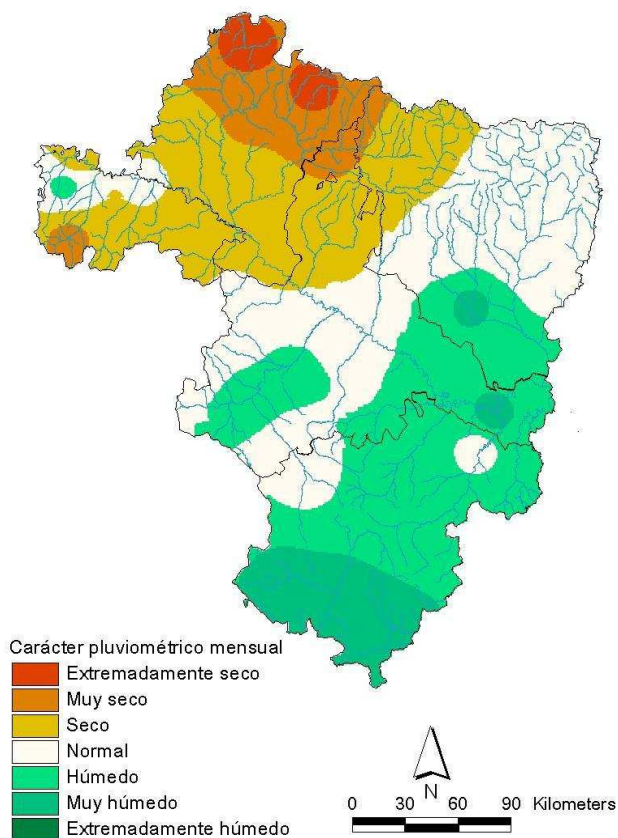 Carácter pluviométrico mensual
Extremadamente seco
Muy seco
Seco
Normal
Húmedo
Muy húmedo
Extremadamente húmedo
N
0 30 60 90 Kilometers